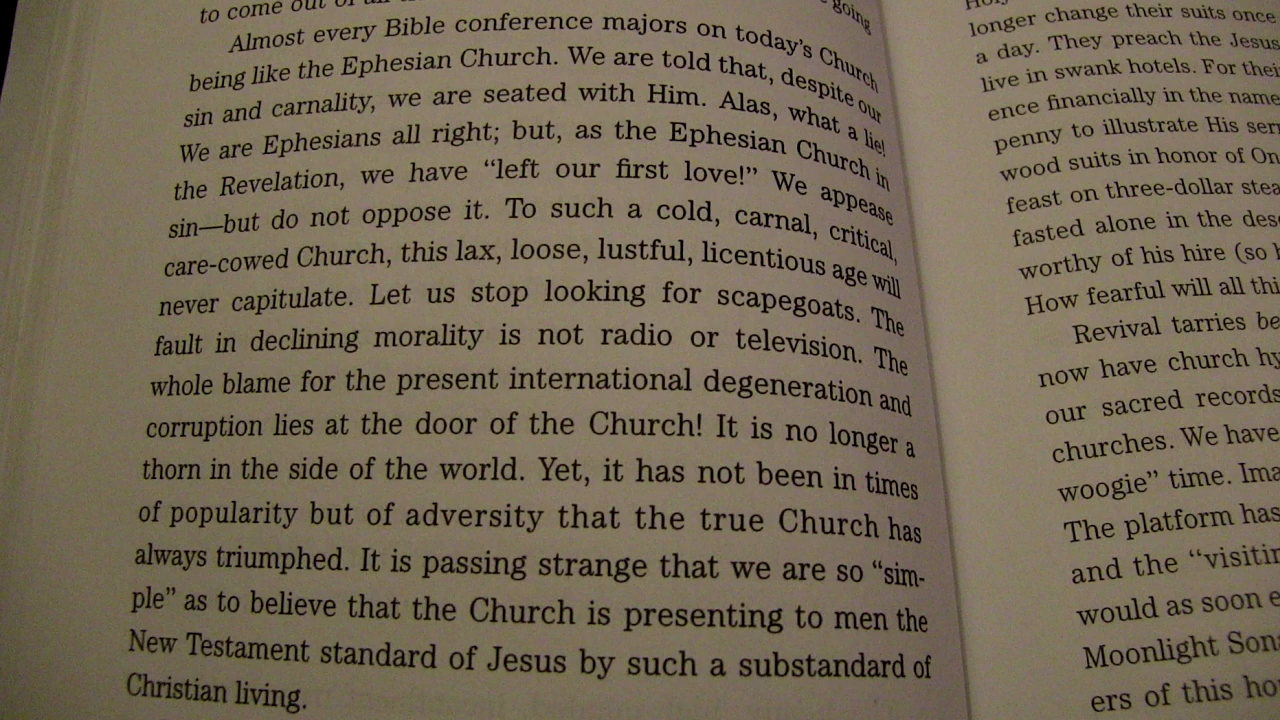 to come out of
going
Almost every Bible conference majors on today's Church
being like the Ephesian Church. We are told that, despite our
sin and carnality, we are seated with Him. Alas, what a lie!
We are Ephesians all right; but, as the Ephesian Church in
the Revelation, we have “left our first love!” We appease
sin—but do not oppose it. To such a cold, carnal, critical,
care-cowed Church, this lax, loose, lustful, licentious age will
never capitulate. Let us stop looking for scapegoats. The
fault in declining morality is not radio or television. The
whole blame for the present international degeneration and
corruption lies at the door of the Church! It is no longer a
thorn in the side of the world. Yet, it has not been in times
of popularity but of adversity that the true Church has
always triumphed. It is passing strange that we are so “sim-
ple” as to believe that the Church is presenting to men the
New Testament standard of Jesus by such a substandard of
Christian living.
longer change their suits once
a day. They preach the Jesus
live in swank hotels. For
ence financially in the name
penny to illustrate His
wood suits in honor of
feast on three-dollar
fasted alone in the
worthy of his hire (so
How fearful will all
Revival tarries
now have church
our sacred records
churches. We have
woogie” time.
The platform has
and the “
would as soon
Moonlight
ers of this